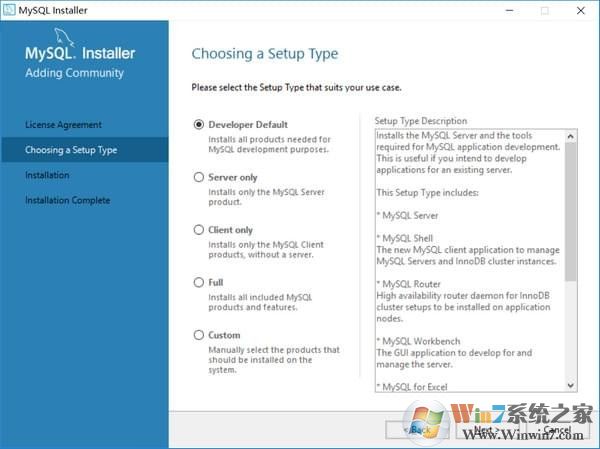 MySQL Installer
MySQL. Installer
Adding Community
License Agreement
Choosing a Setup Type
Installation
Installation Complete
Choosing a Setup Type
Please select the Setup Type that suits your use case.
Developer Default
Installs all products needed for
MySQL development purposes.
Server only
Installs only the MySQL Server
product.
Client only
Installs only the MySQL Client
products, without a server.
Full
Installs all included MySQL
products and features.
Custom
Manually select the products that
should be installed on the
system.
Setup Type Description
Installs the MySQL Server and the tools
required for MySQL application development.
This is useful if you intend to develop
applications for an existing server.
This Setup Type includes:
* MySQL Server
* MySQL Shell
The new MySQL client application to manage
MySQL Servers and InnoDB cluster instances.
* MySQL Router
High availability router daemon for InnoDB
cluster setups to be installed on application
nodes.
* MySQL Workbench
The GUI application to develop for and
manage the server.
* MySQL for Excel
< Back
Next >
Cancel
Win7系统之家
Www.Winwin7.com